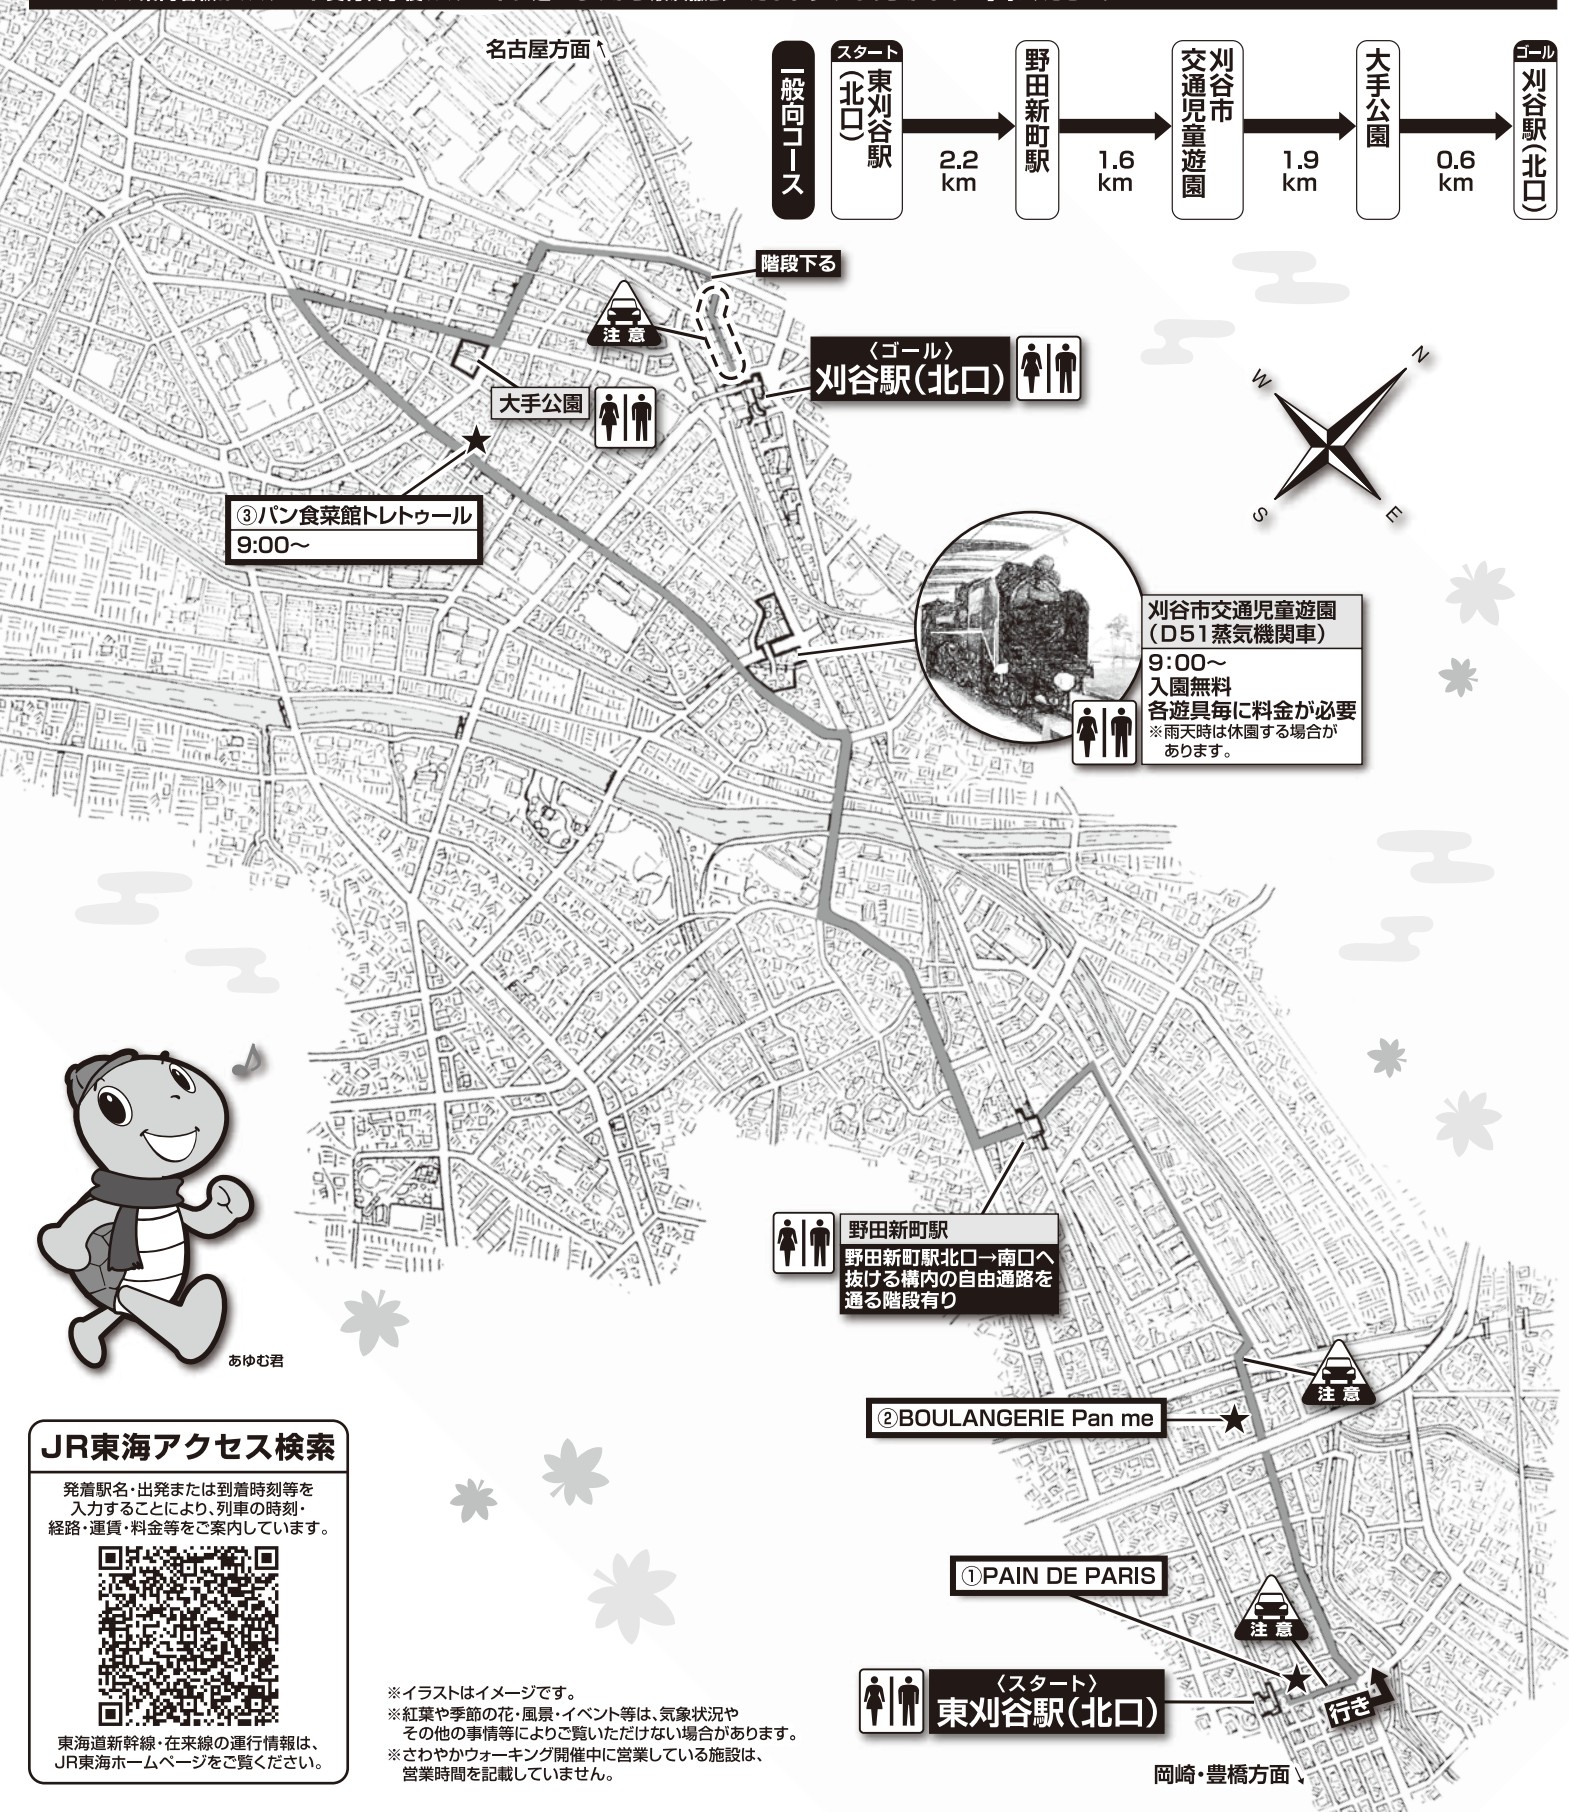 名古屋方面
一般向コース
スタート
東刈谷駅
(北口)
2.2
km
野田新町駅
1.6
km
刈谷市
交通児童遊園
1.9
km
大手公園
0.6
km
ゴール
刈谷駅(北口)
階段下る
注意
〈ゴール〉
刈谷駅(北口)
大手公園
N
W
S
E
③パン食菜館トレトゥール
9:00〜
刈谷市交通児童遊園
(D51蒸気機関車)
9:00〜
入園無料
各遊具毎に料金が必要
※雨天時は休園する場合が
あります。
野田新町駅
野田新町駅北口→南口へ
抜ける構内の自由通路を
通る階段有り
あゆむ君
注意
②BOULANGERIE Pan me
JR東海アクセス検索
発着駅名・出発または到着時刻等を
入力することにより、列車の時刻・
経路・運賃・料金等をご案内しています。
東海道新幹線・在来線の運行情報は、
JR東海ホームページをご覧ください。
①PAIN DE PARIS
注意
〈スタート〉
東刈谷駅(北口)
行き
※イラストはイメージです。
※紅葉や季節の花・風景・イベント等は、気象状況や
その他の事情等によりご覧いただけない場合があります。
※さわやかウォーキング開催中に営業している施設は、
営業時間を記載していません。
岡崎・豊橋方面